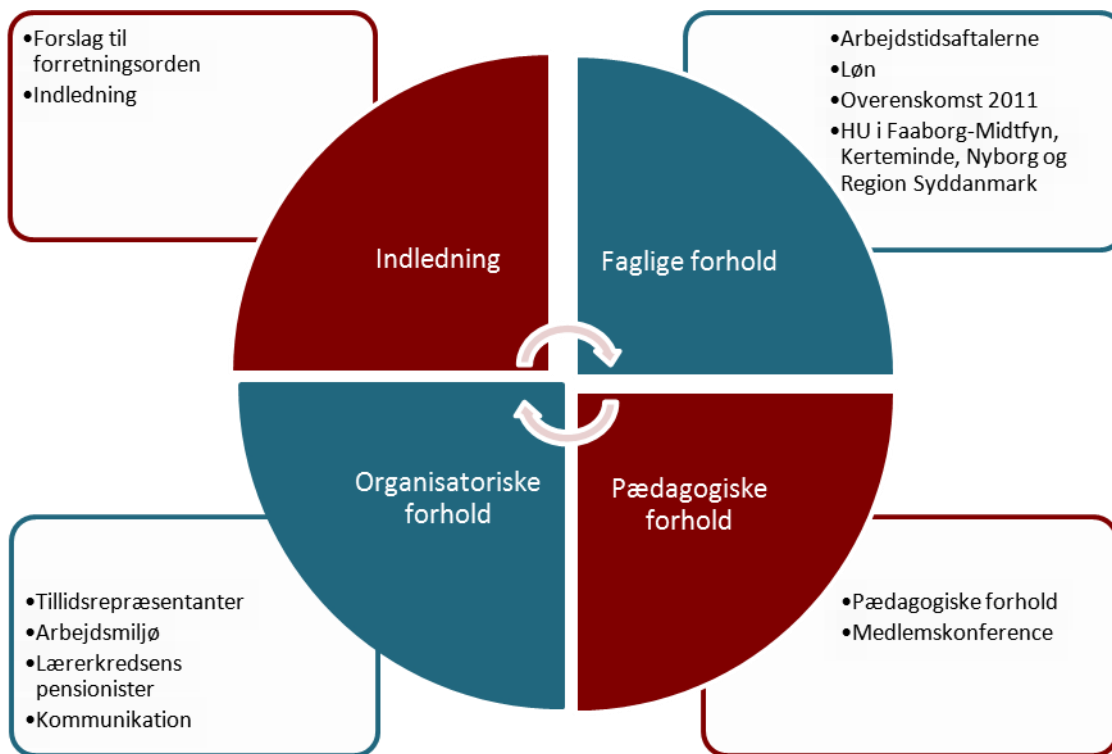 •Forslag til
forretningsorden
•Indledning
•Arbejdstidsaftalerne
•Løn
•Overenskomst 2011
•HU i Faaborg-Midtfyn,
Kerteminde, Nyborg og
Region Syddanmark
Indledning
Faglige forhold
Organisatoriske
forhold
Pædagogiske
forhold
•Tillidsrepræsentanter
•Arbejdsmiljø
•Lærerkredsens
pensionister
•Kommunikation
•Pædagogiske forhold
•Medlemskonference